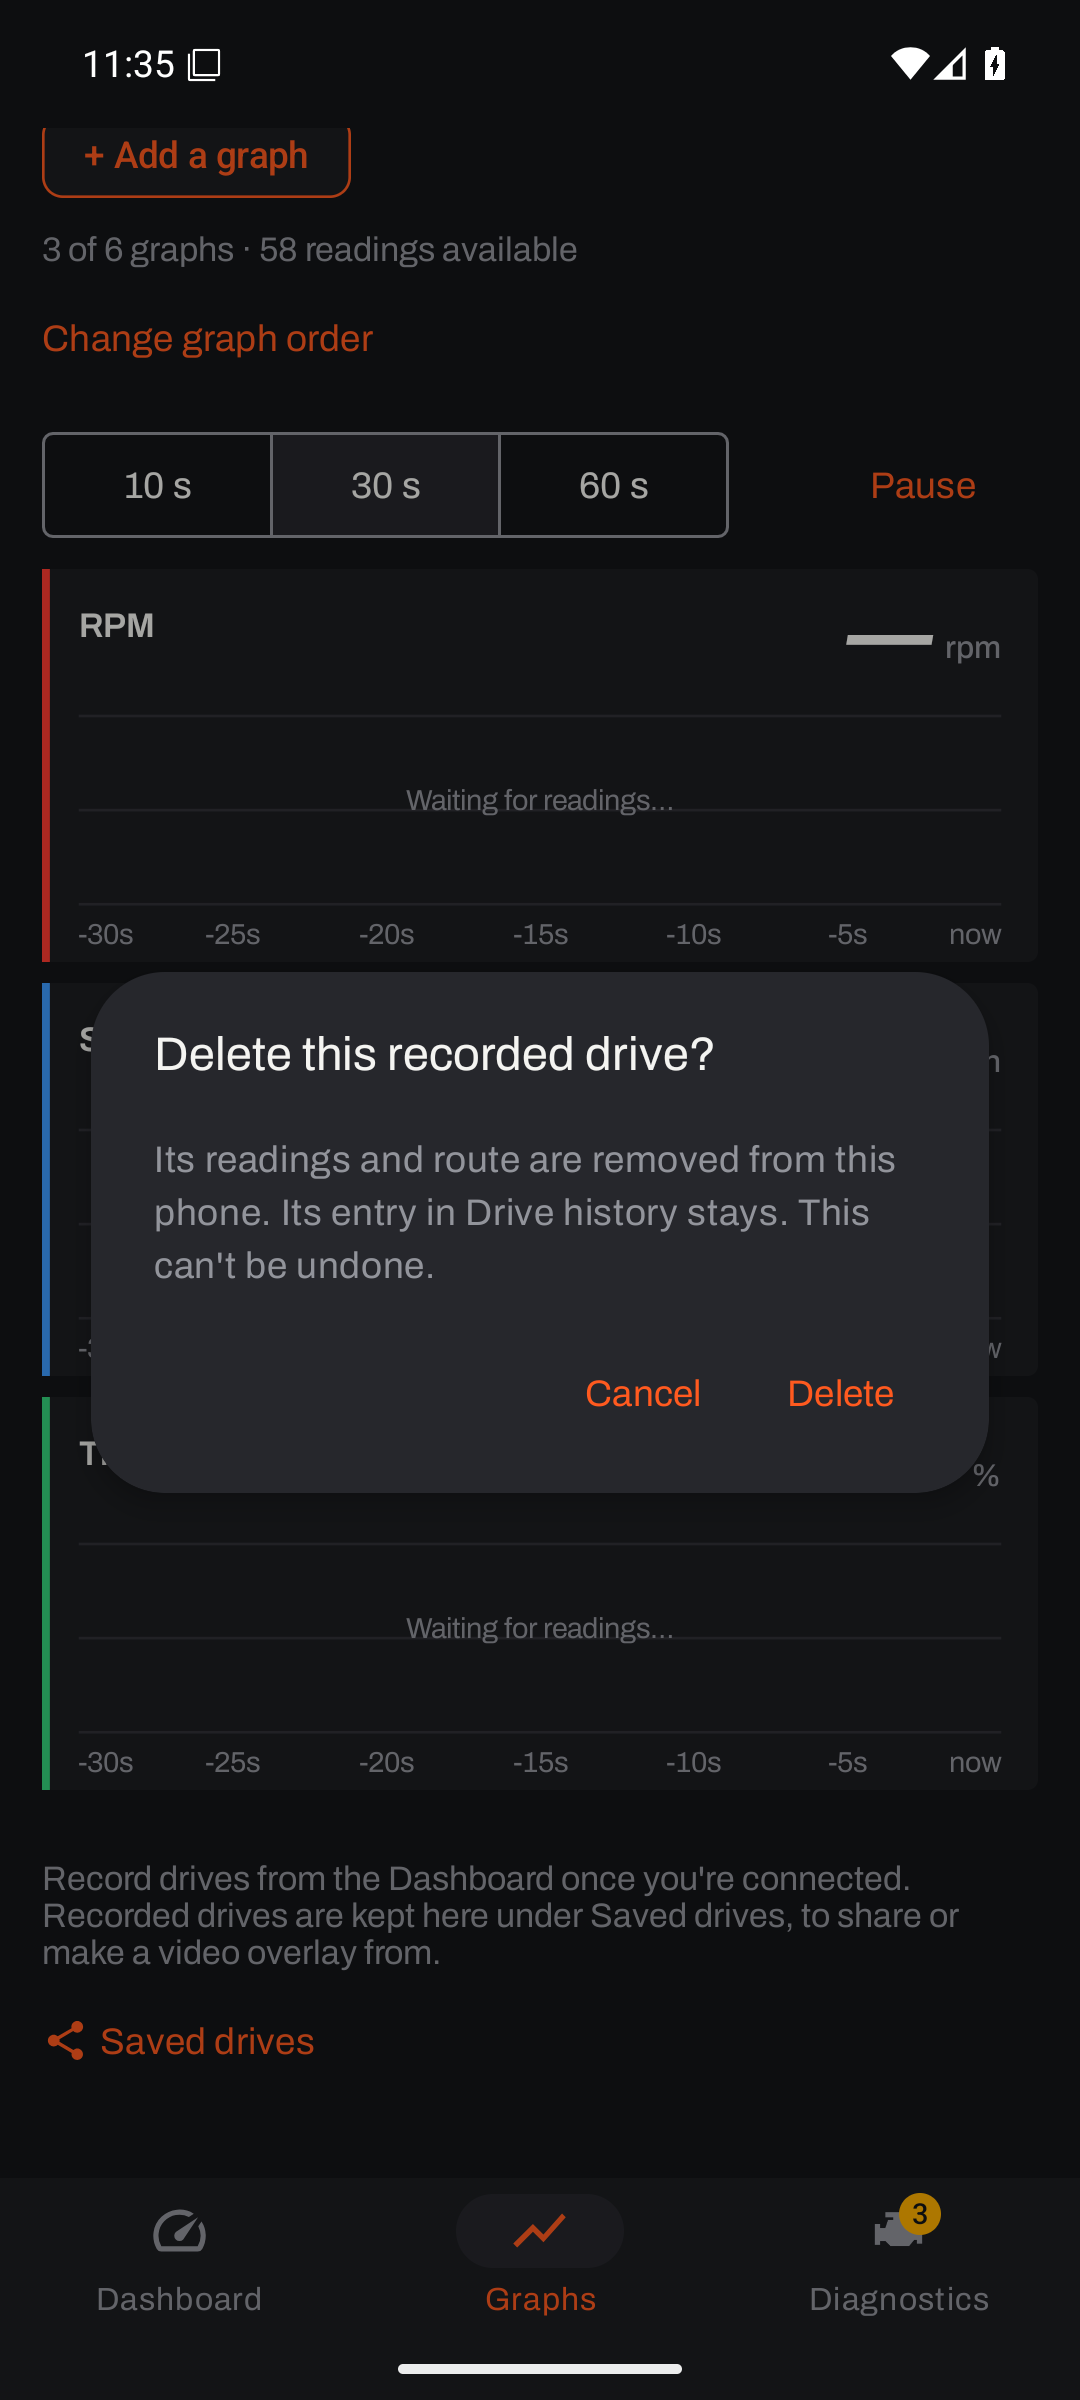 11:35
+ Add a graph
3 of 6 graphs · 58 readings available
Change graph order
10 s
30 s
60 s
Pause
RPM
rpm
Waiting for readings...
-30s -25s -20s -15s -10s -5s now
Delete this recorded drive?
Its readings and route are removed from this
phone. Its entry in Drive history stays. This
can't be undone.
Cancel
Delete
%
Waiting for readings...
-30s -25s -20s -15s -10s -5s now
Record drives from the Dashboard once you're connected.
Recorded drives are kept here under Saved drives, to share or
make a video overlay from.
Saved drives
3
Dashboard
Graphs
Diagnostics